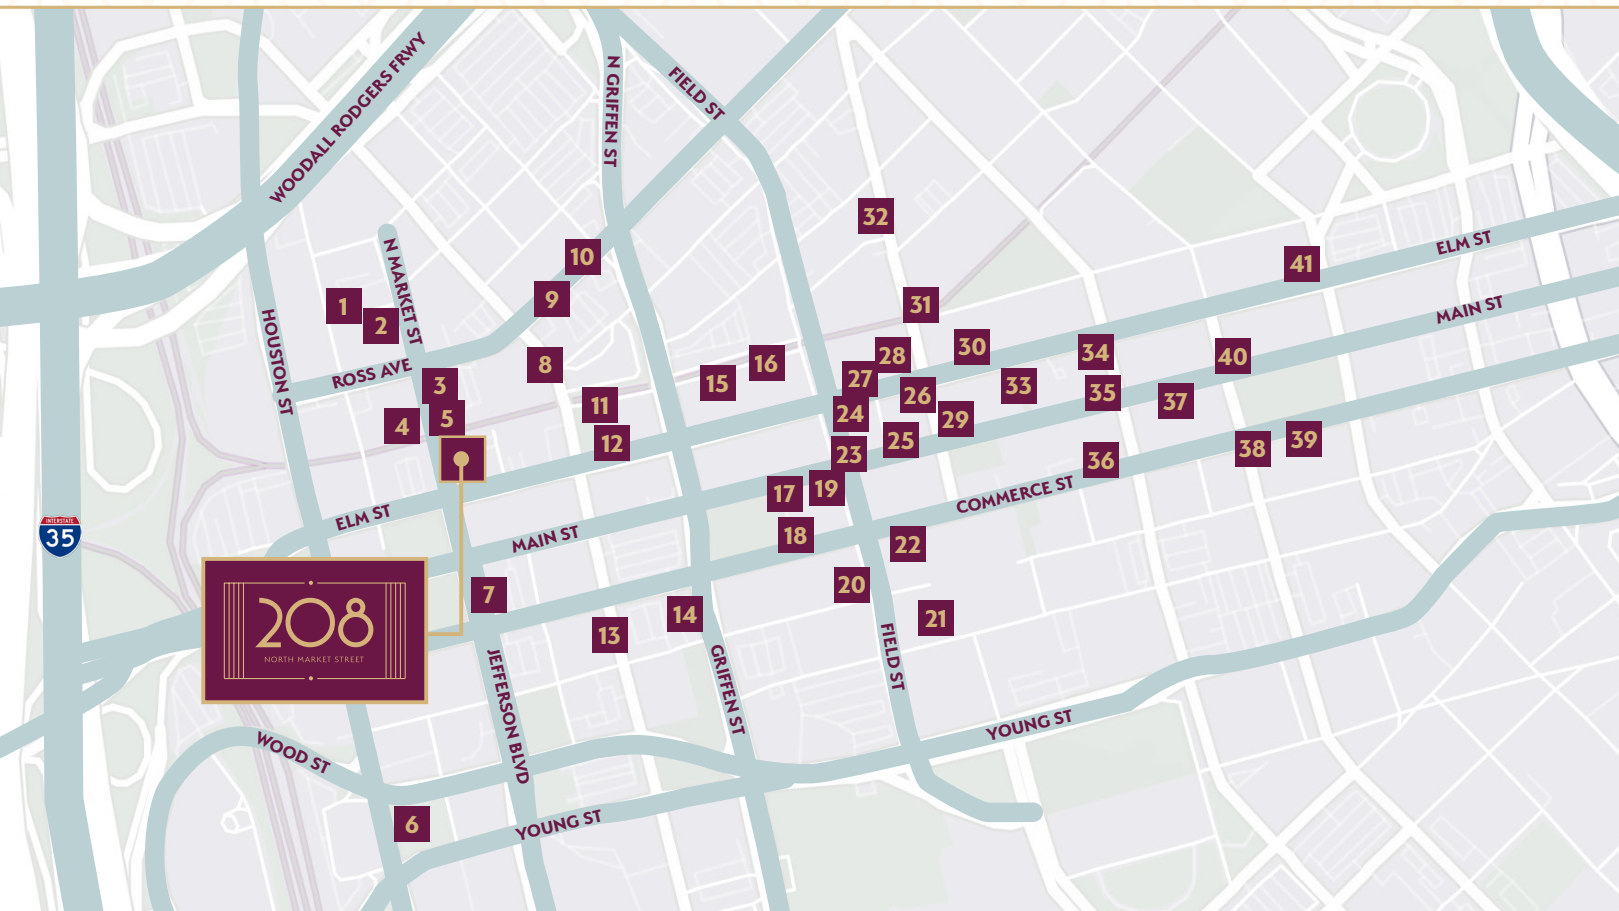 WOODALL RODGERS FRWY
N GRIFFEN ST
FIELD ST
32
10
9
N MARKET ST
1
2
HOUSTON ST
ROSS AVE
3
4
5
8
11
12
15
16
31
28
30
27
26
24
29
25
23
33
34
35
37
40
41
ELM ST
MAIN ST
38
39
36
COMMERCE ST
17
19
18
22
20
21
ELM ST
MAIN ST
INTERSTATE
35
208
NORTH MARKET STREET
7
13
14
JEFFERSON BLVD
GRIFFEN ST
FIELD ST
YOUNG ST
WOOD ST
6
YOUNG ST